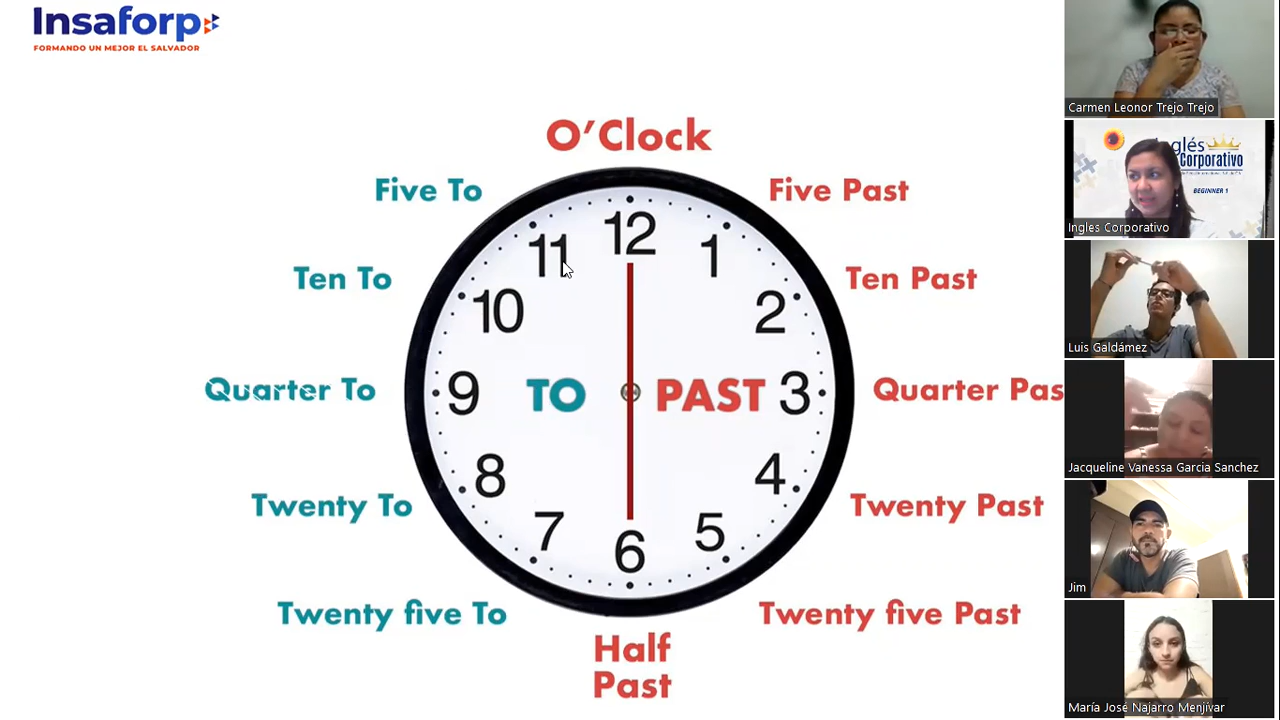 Insaforp
FORMANDO UN MEJOR EL SALVADOR
O'Clock
Five To
Five Past
Ten To
Ten Past
Quarter To
Quarter Pas
Twenty To
Twenty Past
Twenty five To
Twenty five Past
Half
Past
12
11
1
10
2
9
TO
PAST
3
8
4
7
5
6
Carmen Leonor Trejo Trejo
Inglés
Corporativo
BEGINNER 1
Ingles Corporativo
Luis Galdámez
Jacqueline Vanessa Garcia Sanchez
Jim
María José Najarro Menjívar